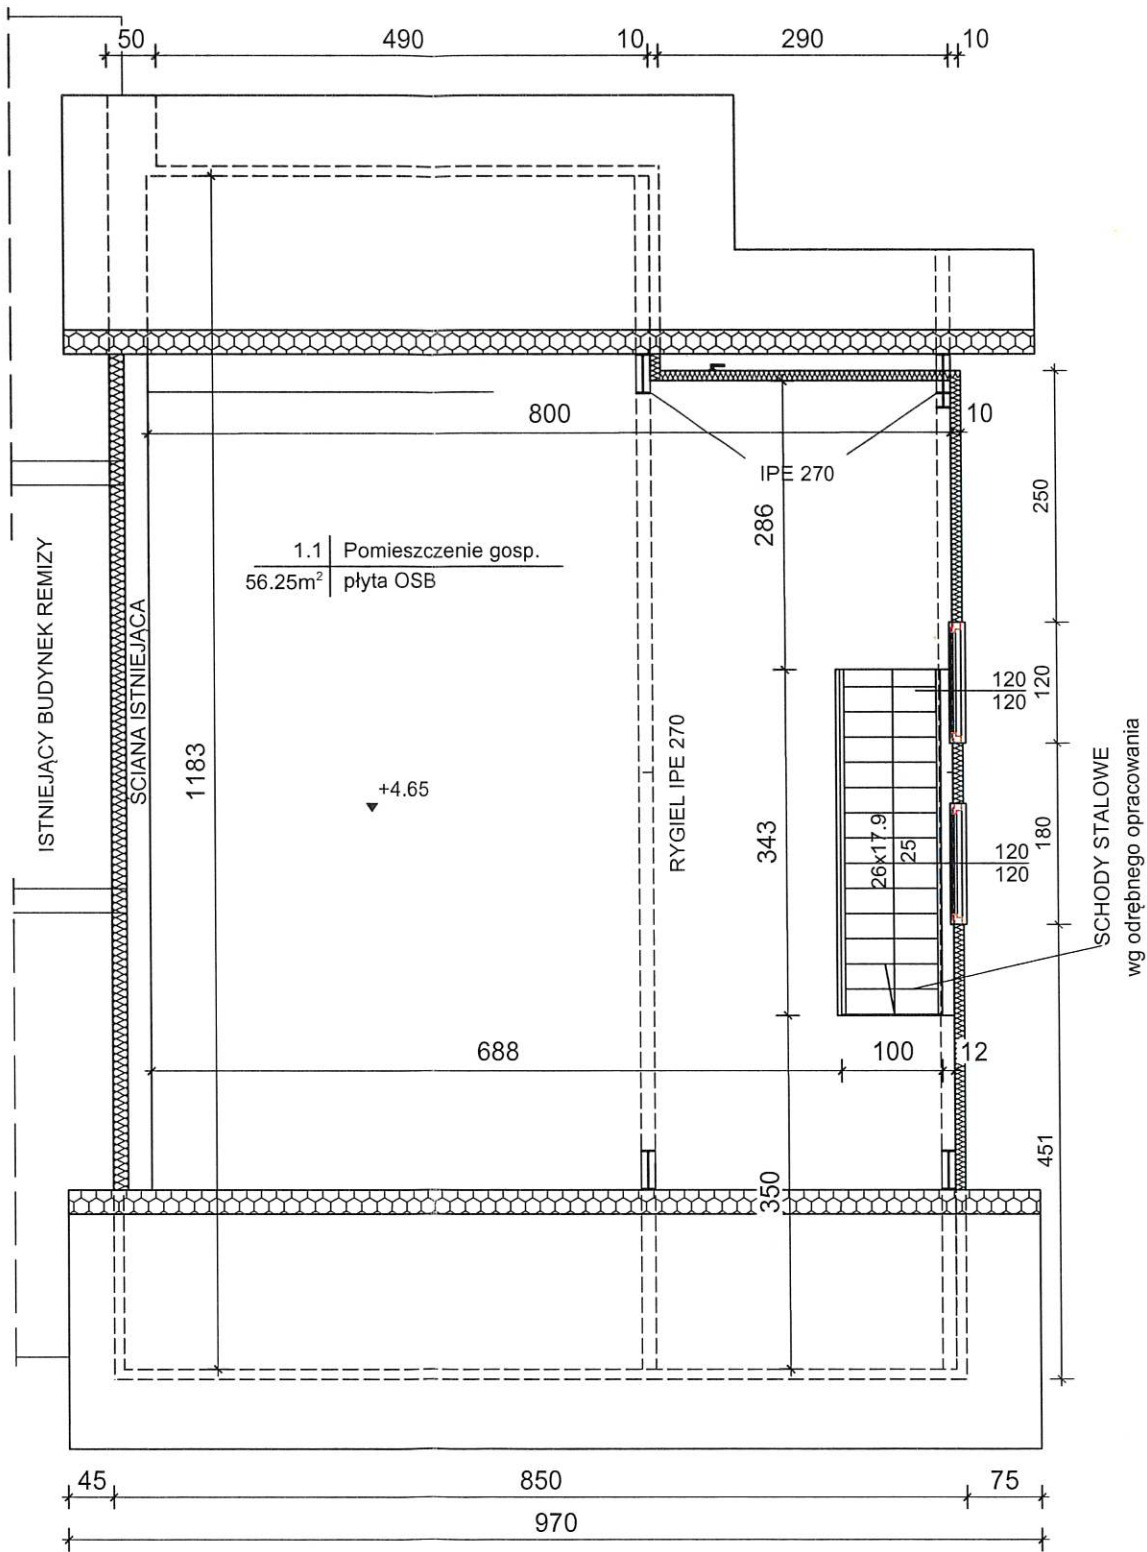 50 490 10 290 10
800 10
IPE 270
286
250
1.1 Pomieszczenie gosp.
56.25m² płyta OSB
ISTNIEJĄCY BUDYNEK REMIZY
SCIANA ISTNIEJĄCA
1183
+4.65
RYGIEL IPE 270
343
26x17.9
25
120
120
120
180
120
120
SCHODY STALOWE
wg odrębnego opracowania
688 100 12
350
451
45 850 75
970